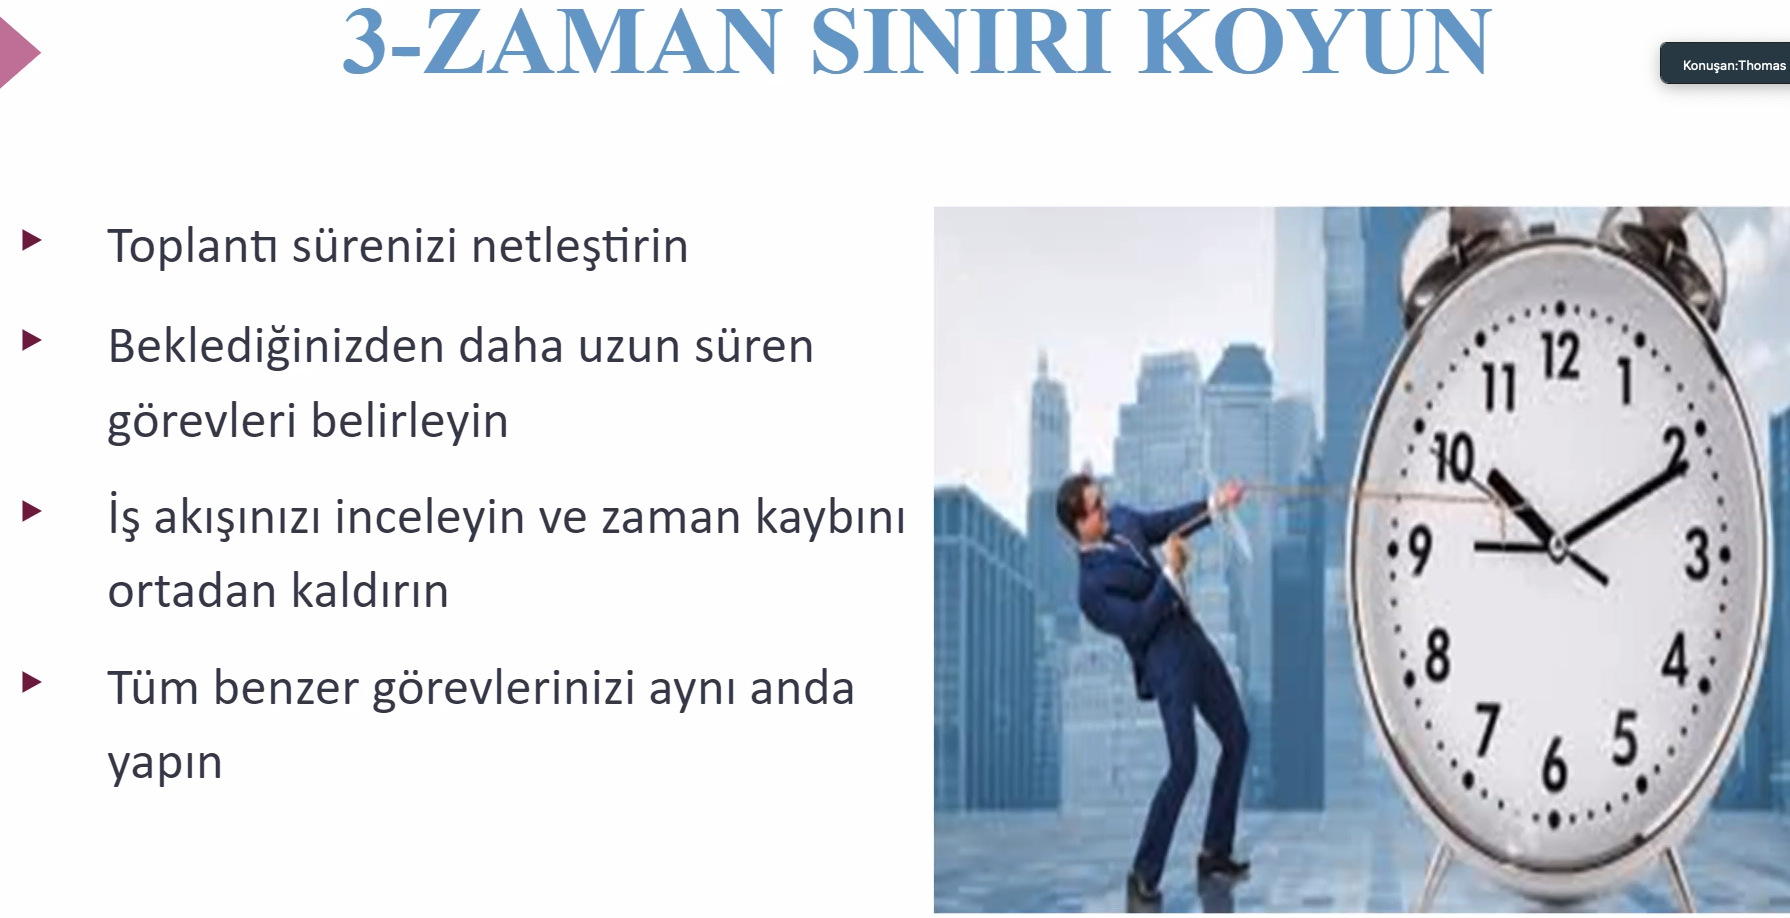 3-ZAMAN SINIRI KOYUN
Konuşan:Thomas
Toplantı sürenizi netleştirin
Beklediğinizden daha uzun süren
görevleri belirleyin
İş akışınızı inceleyin ve zaman kaybını
ortadan kaldırın
Tüm benzer görevlerinizi aynı anda
yapın
12
11
1
10
2
9
3
8
4
7
5
6